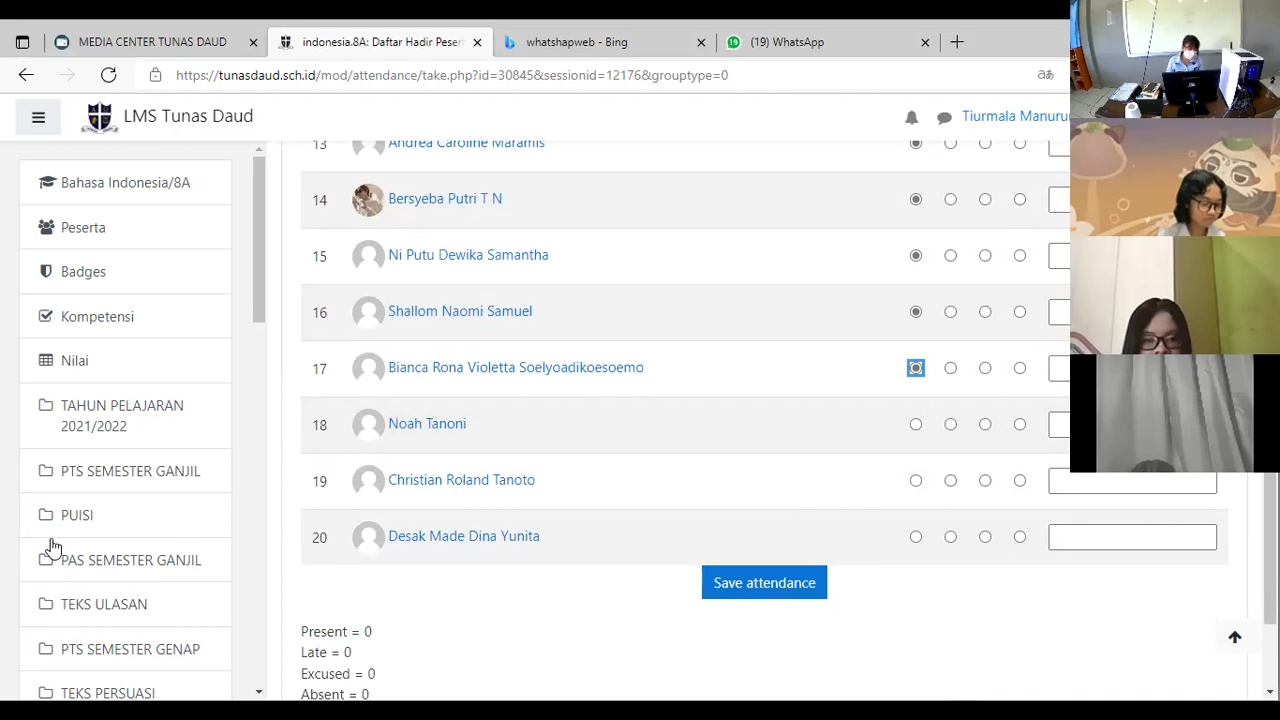 MEDIA CENTER TUNAS DAUD
indonesia.8A: Daftar Hadir Peser
whatshapweb - Bing
19
(19) WhatsApp
https://tunasdaud.sch.id/mod/attendance/take.php?id=30845&sessionid=12176&grouptype=0
LMS Tunas Daud
Tiurmala Manuru
Bahasa Indonesia/8A
Peserta
Badges
Kompetensi
Nilai
TAHUN PELAJARAN
2021/2022
PTS SEMESTER GANJIL
PUISI
PAS SEMESTER GANJIL
TEKS ULASAN
PTS SEMESTER GENAP
TEKS PERSUASI
13 Andrea Caroline Maramis
14 Bersyeba Putri T N
15 Ni Putu Dewika Samantha
16 Shallom Naomi Samuel
17 Bianca Rona Violetta Soelyoadikoesoemo
18 Noah Tanoni
19 Christian Roland Tanoto
20 Desak Made Dina Yunita
Save attendance
Present = 0
Late = 0
Excused = 0
Absent = 0